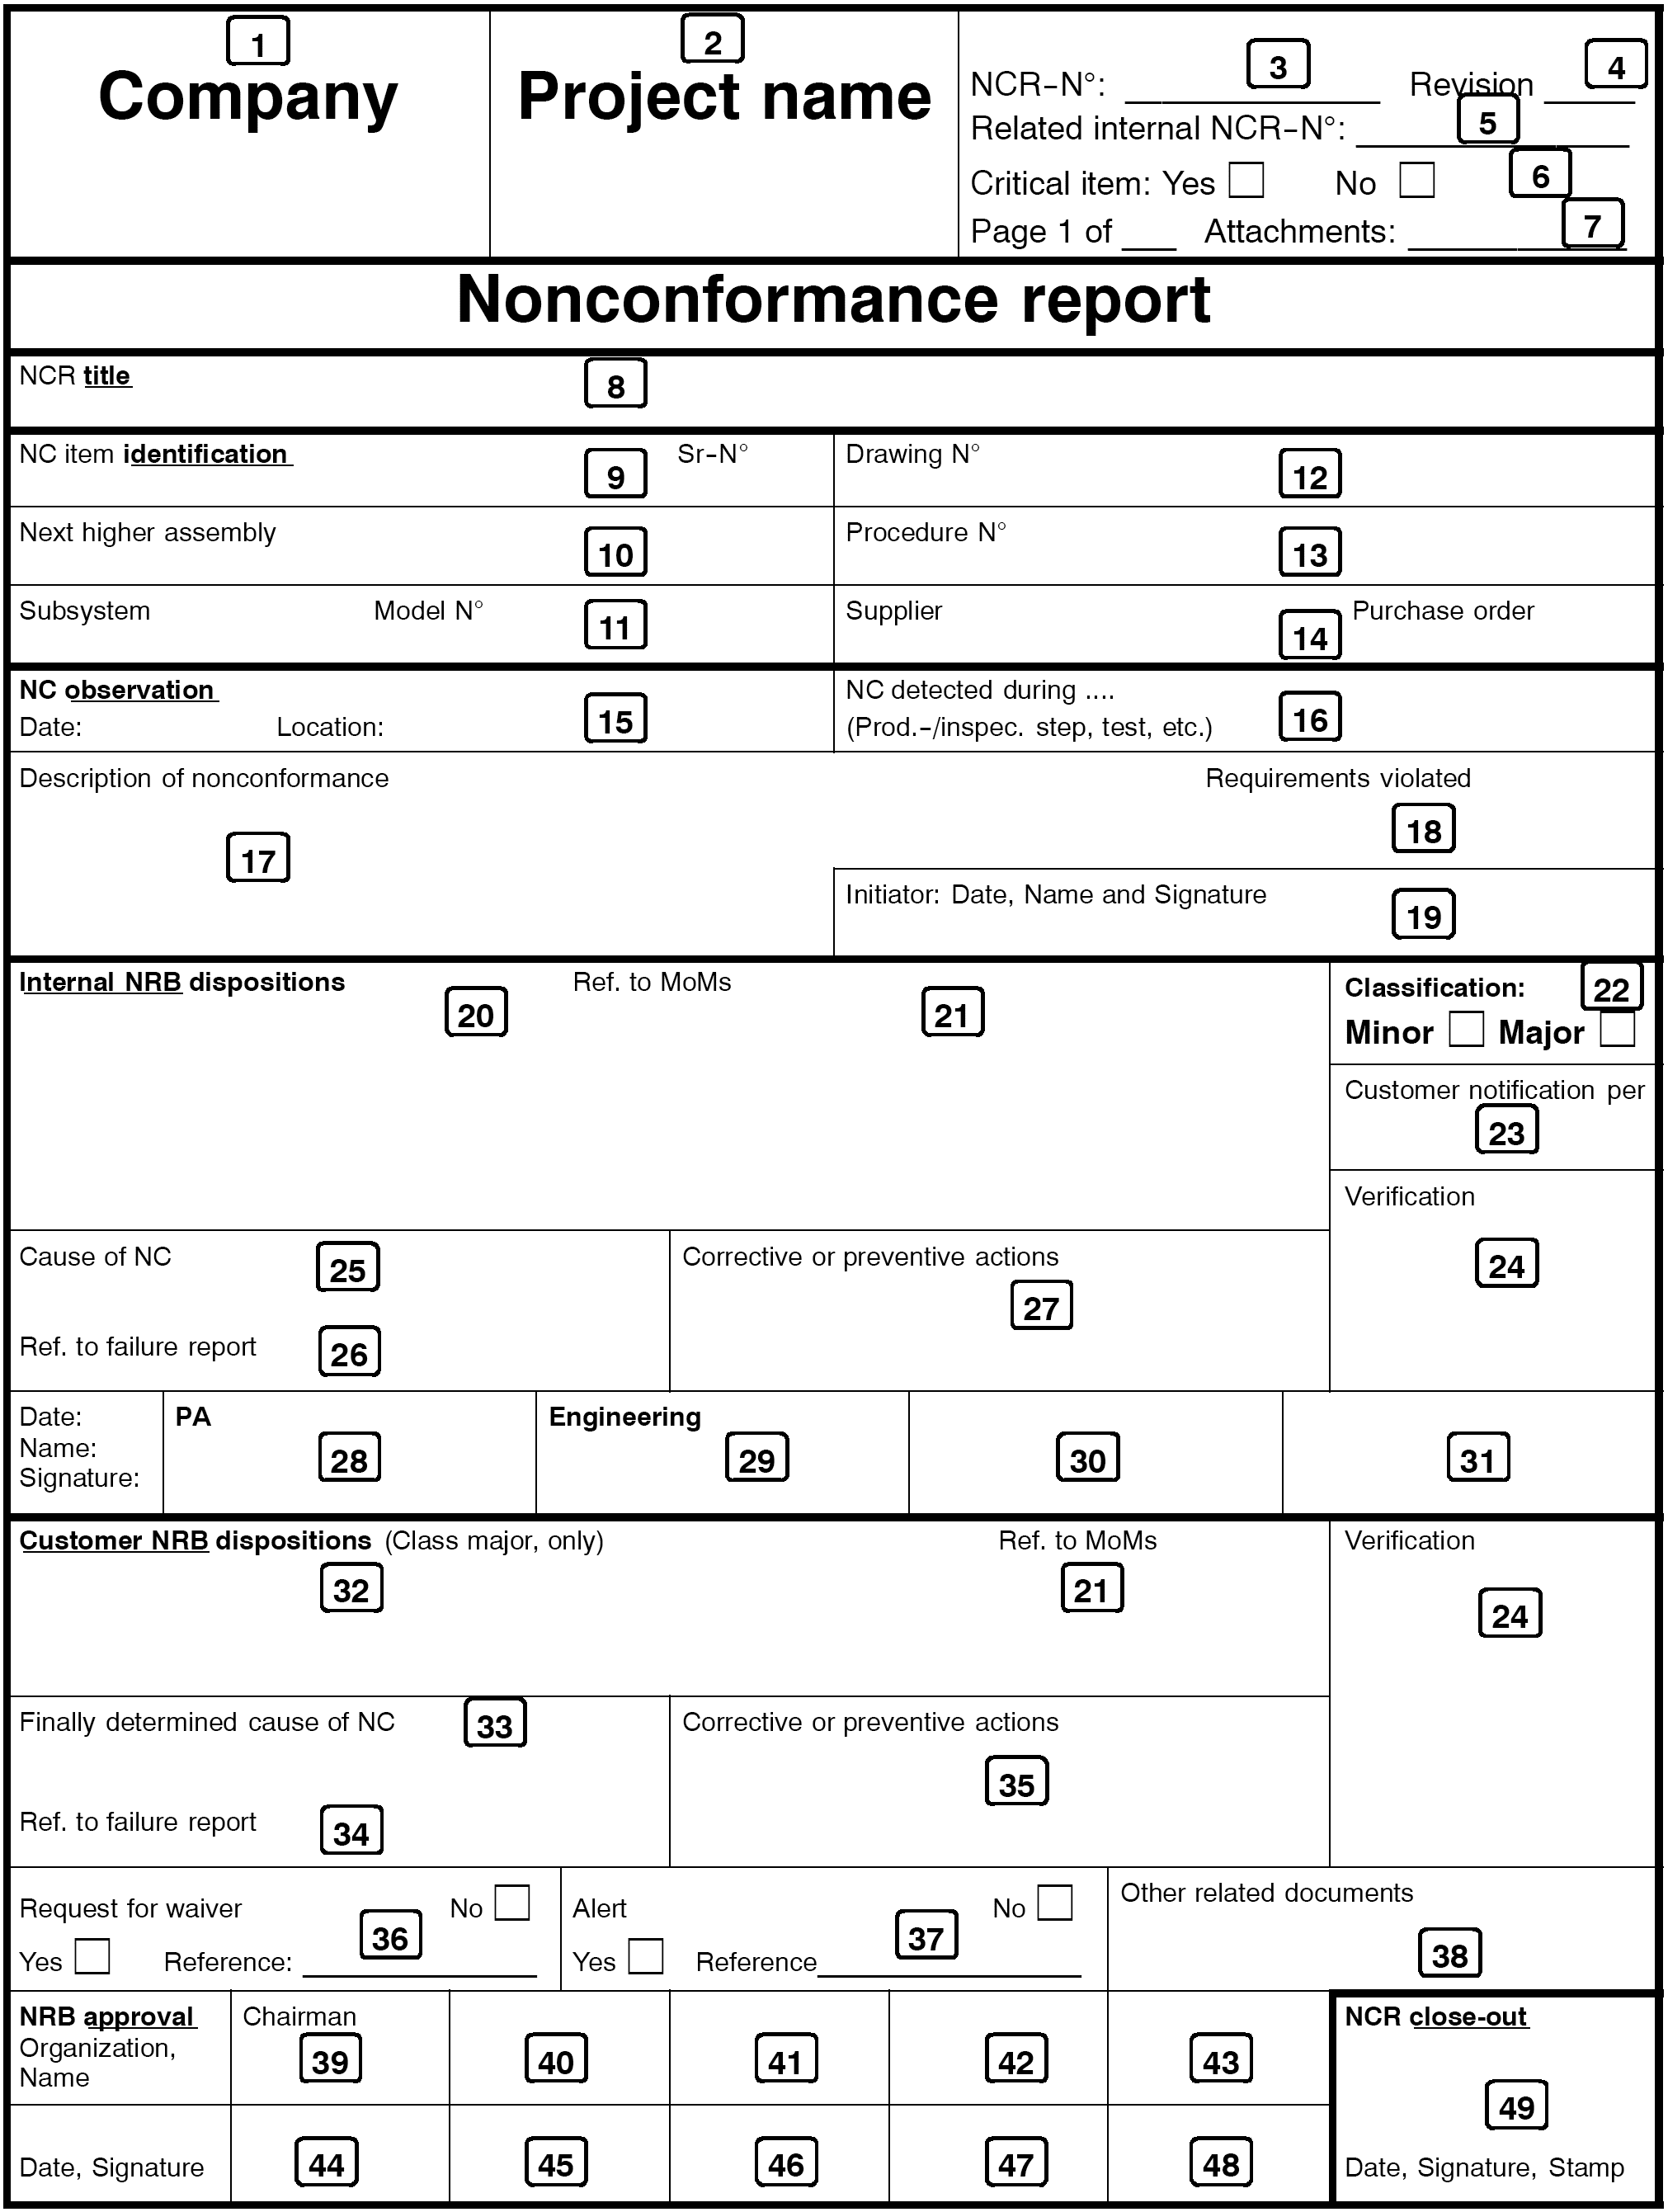 1
Company
2
Project name
NCR-N°: 3 Revision 4
Related internal NCR-N°: 5
Critical item: Yes No 6
Page 1 of Attachments: 7
Nonconformance report
NCR title 8
NC item identification 9 Sr-N°
Drawing N° 12
Next higher assembly 10
Procedure N° 13
Subsystem Model N° 11
Supplier 14 Purchase order
NC observation
Date: Location: 15
NC detected during ....
(Prod.-/inspec. step, test, etc.) 16
Description of nonconformance
17
Requirements violated
18
Initiator: Date, Name and Signature 19
Internal NRB dispositions 20 Ref. to MoMs 21
Classification: 22
Minor Major
Customer notification per
23
Verification
24
Cause of NC 25
Ref. to failure report 26
Corrective or preventive actions
27
Date:
Name:
Signature:
PA
28
Engineering
29
30
31
Customer NRB dispositions (Class major, only)
32
Ref. to MoMs
21
Verification
24
Finally determined cause of NC 33
Ref. to failure report 34
Corrective or preventive actions
35
Request for waiver No
Yes Reference: 36
Alert No
Yes Reference 37
Other related documents
38
NRB approval
Organization,
Name
Chairman
39
40
41
42
43
Date, Signature
44
45
46
47
48
NCR close-out
49
Date, Signature, Stamp